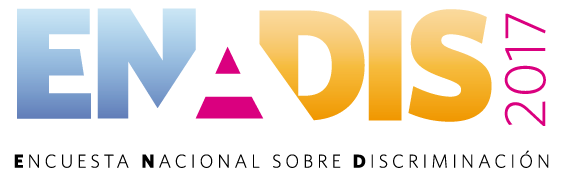 ENADIS 2017
ENCUESTA NACIONAL SOBRE DISCRIMINACIÓN